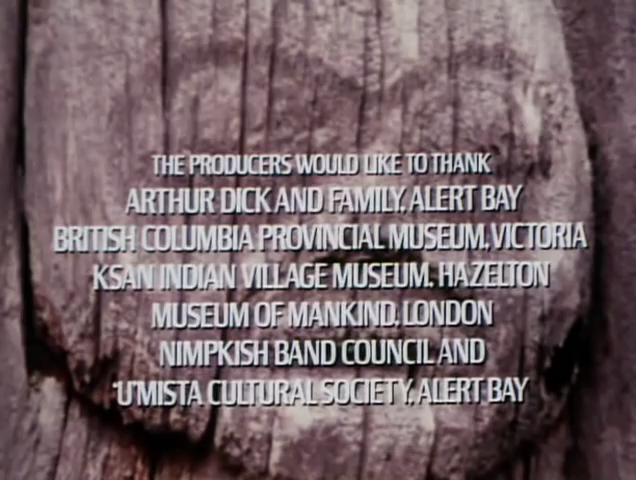 THE PRODUCERS WOULD LIKE TO THANK
ARTHUR DICK AND FAMILY, ALERT BAY
BRITISH COLUMBIA PROVINCIAL MUSEUM, VICTORIA
KSAN INDIAN VILLAGE MUSEUM, HAZELTON
MUSEUM OF MANKIND, LONDON
NIMPKISH BAND COUNCIL AND
'U'MISTA CULTURAL SOCIETY, ALERT BAY